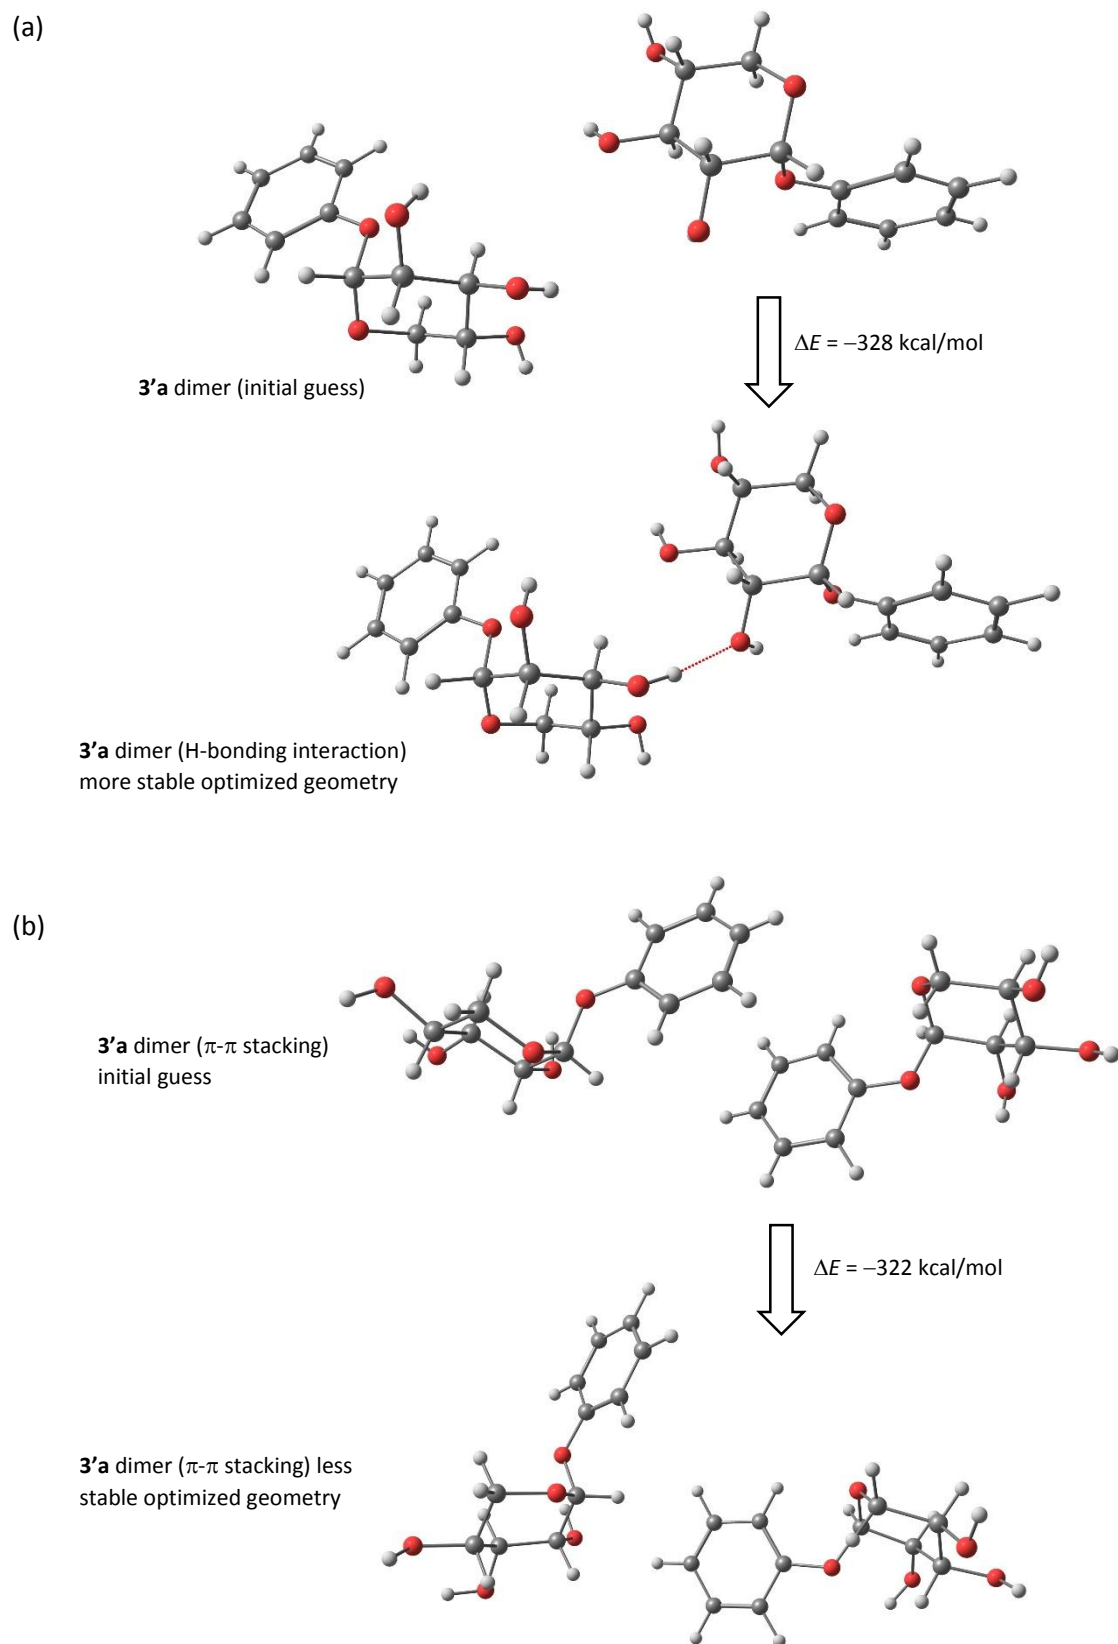 (a)
ΔE = −328 kcal/mol
3'a dimer (initial guess)
3'a dimer (H-bonding interaction)
more stable optimized geometry
(b)
3'a dimer (π-π stacking)
initial guess
ΔE = −322 kcal/mol
3'a dimer (π-π stacking) less
stable optimized geometry